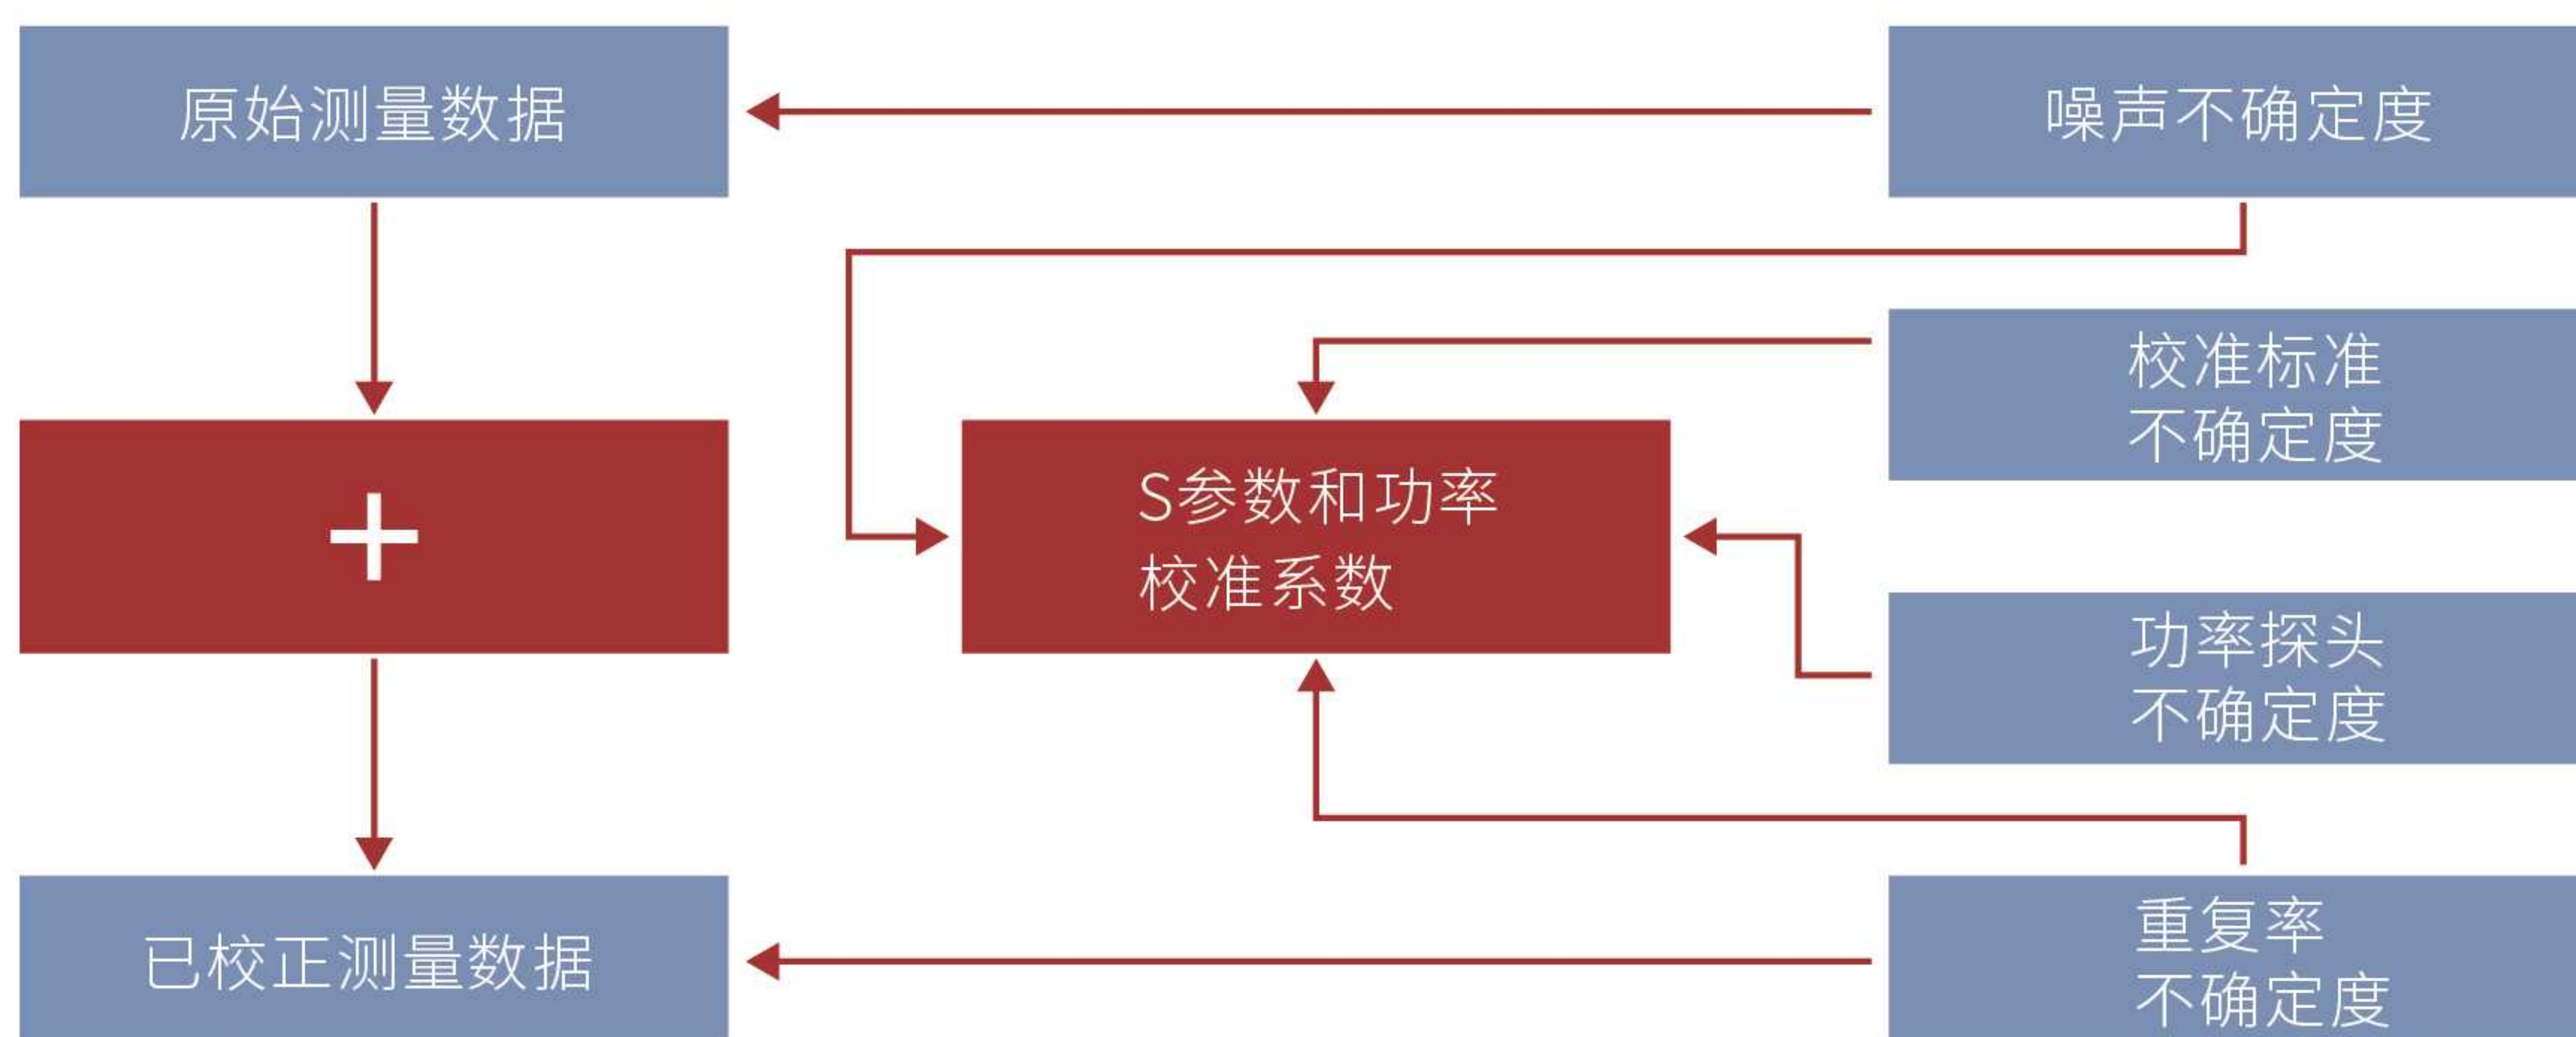 原始测量数据
噪声不确定度
校准标准
不确定度
+
S参数和功率
校准系数
功率探头
不确定度
已校正测量数据
重复率
不确定度